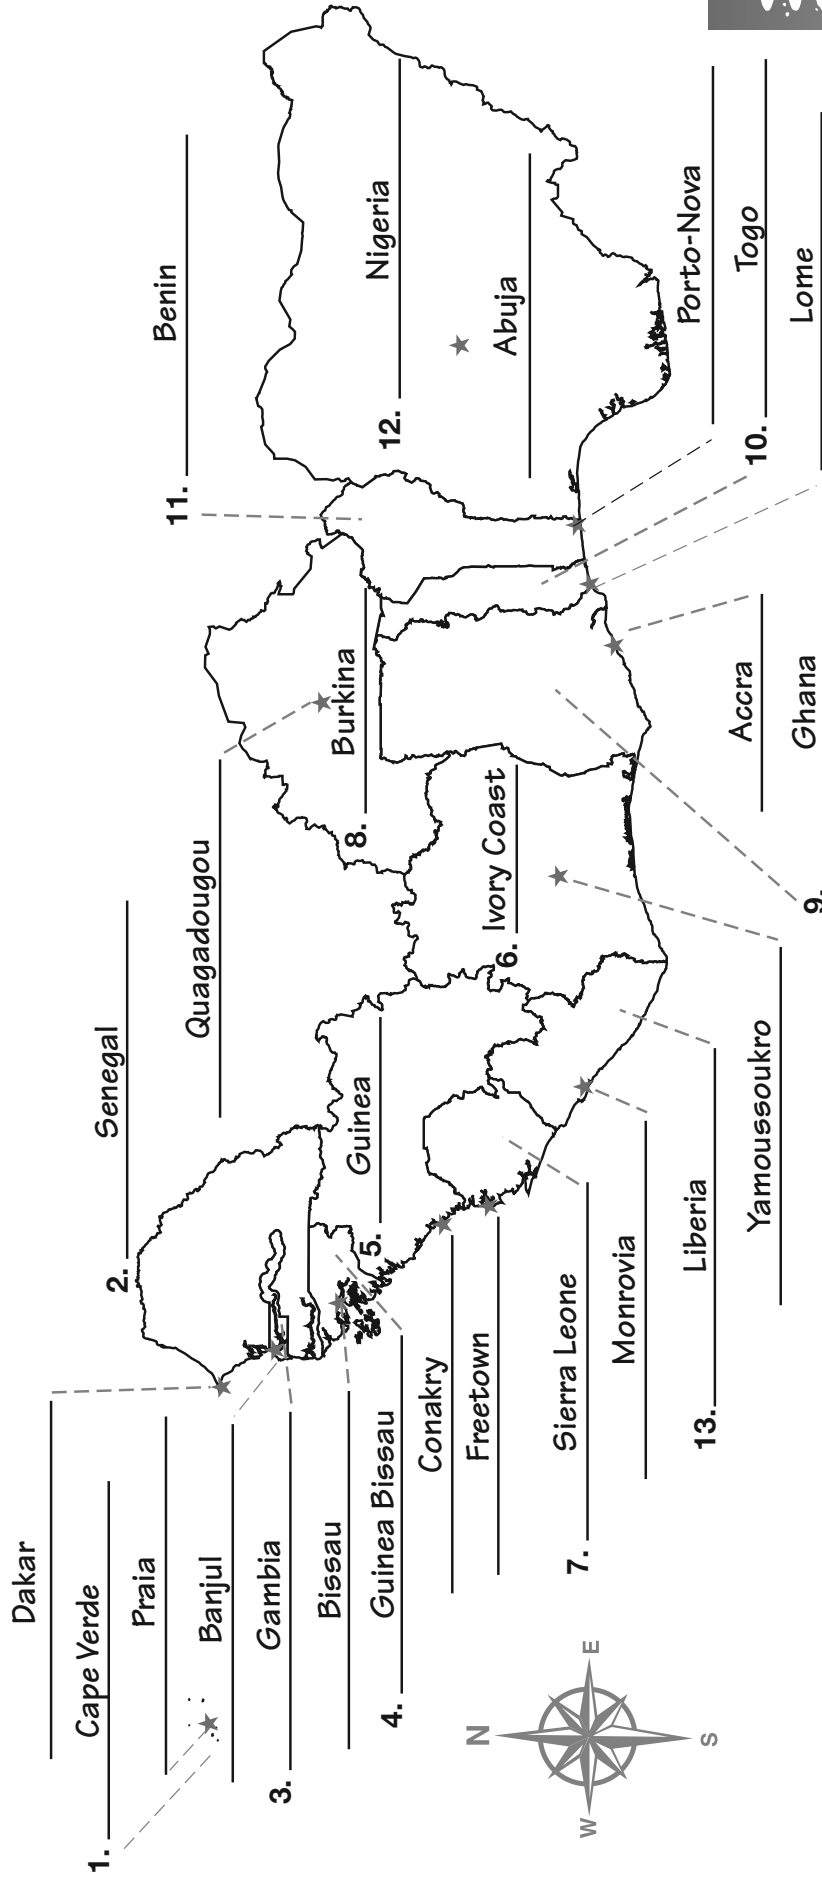 Dakar
1. Cape Verde
2. Senegal
Praia
11. Benin
Quagadougou
Banjul
3. Gambia
Bissau
8. Burkina
5. Guinea
12. Nigeria
4. Guinea Bissau
Conakry
Freetown
N
6. Ivory Coast
Abuja
7. Sierra Leone
W E
Monrovia
Porto-Nova
13. Liberia
S
Accra
10. Togo
Yamoussoukro
Lome
9. Ghana